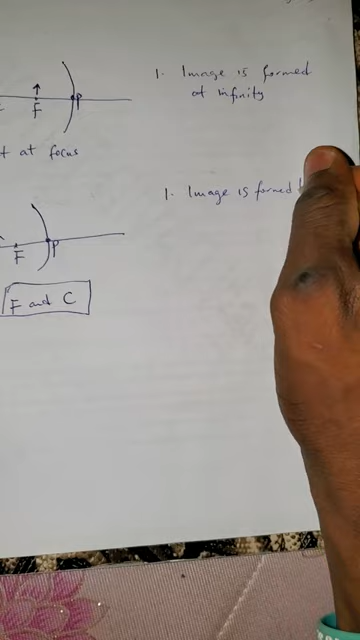 1. Image is formed
at infinity
F
P
at focus
1. Image is formed
F
P
F and C